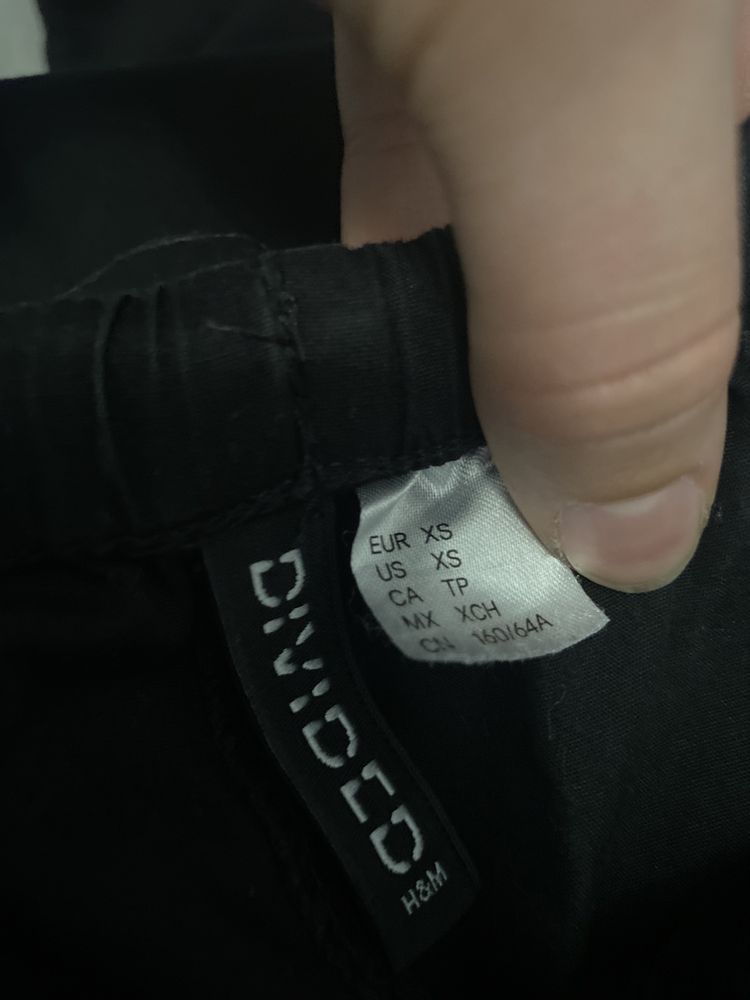 EUR XS
US XS
CA TP
MX XCH
CN 160/64A
DIVIDED
H&M